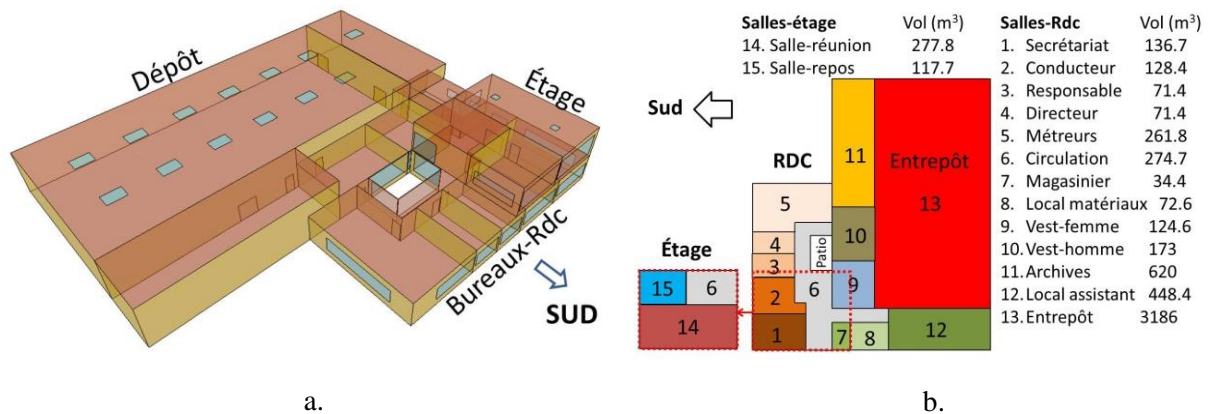 Dépôt
Étage
Bureaux-Rdc
SUD
a.
Salles-étage Vol (m³)
14. Salle-réunion 277.8
15. Salle-repos 117.7
Sud
RDC
11
Entrepôt
13
5
10
4
Patio
3
Étage
15
6
2
6
9
14
1
7
8
12
Salles-Rdc Vol (m³)
1. Secrétariat 136.7
2. Conducteur 128.4
3. Responsable 71.4
4. Directeur 71.4
5. Métreurs 261.8
6. Circulation 274.7
7. Magasinier 34.4
8. Local matériaux 72.6
9. Vest-femme 124.6
10. Vest-homme 173
11. Archives 620
12. Local assistant 448.4
13. Entrepôt 3186
b.